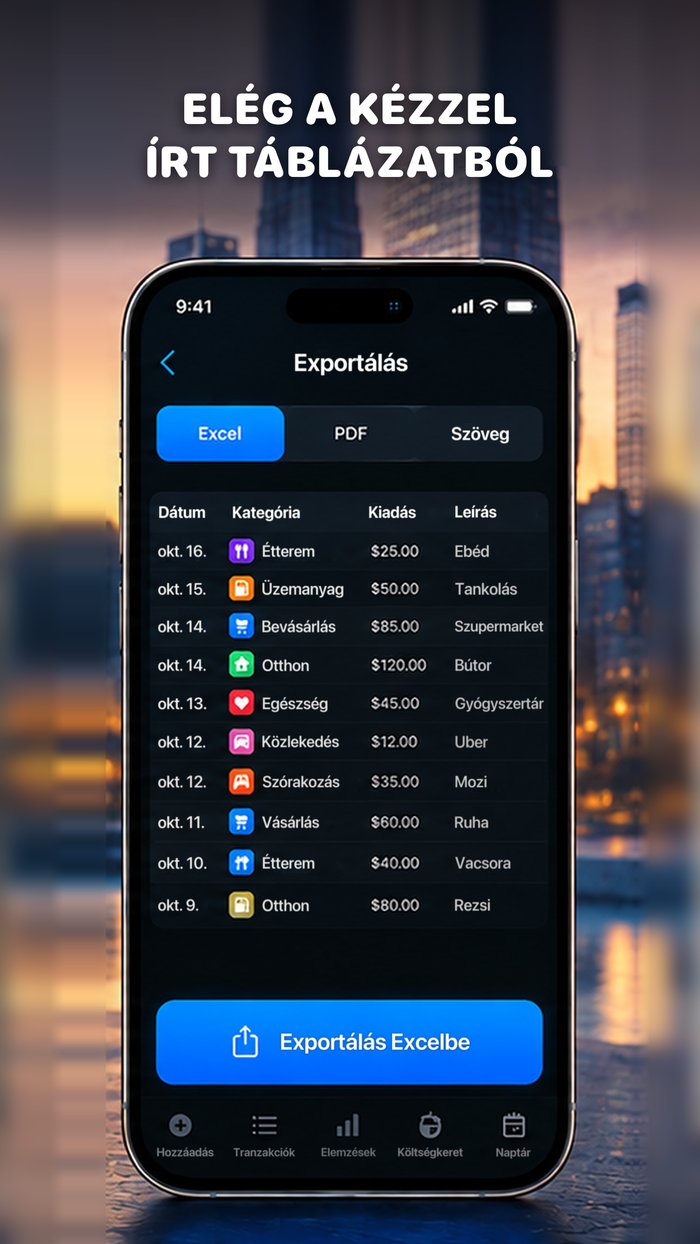 ELÉG A KÉZZEL
ÍRT TÁBLÁZATBÓL
9:41
Exportálás
Excel PDF Szöveg
Dátum Kategória Kiadás Leírás
okt. 16. Étterem $25.00 Ebéd
okt. 15. Üzemanyag $50.00 Tankolás
okt. 14. Bevásárlás $85.00 Szupermarket
okt. 14. Otthon $120.00 Bútor
okt. 13. Egészség $45.00 Gyógyszertár
okt. 12. Közlekedés $12.00 Uber
okt. 12. Szórakozás $35.00 Mozi
okt. 11. Vásárlás $60.00 Ruha
okt. 10. Étterem $40.00 Vacsora
okt. 9. Otthon $80.00 Rezsi
Exportálás Excelbe
Hozzáadás Tranzakciók Elemzések Költségkeret Naptár